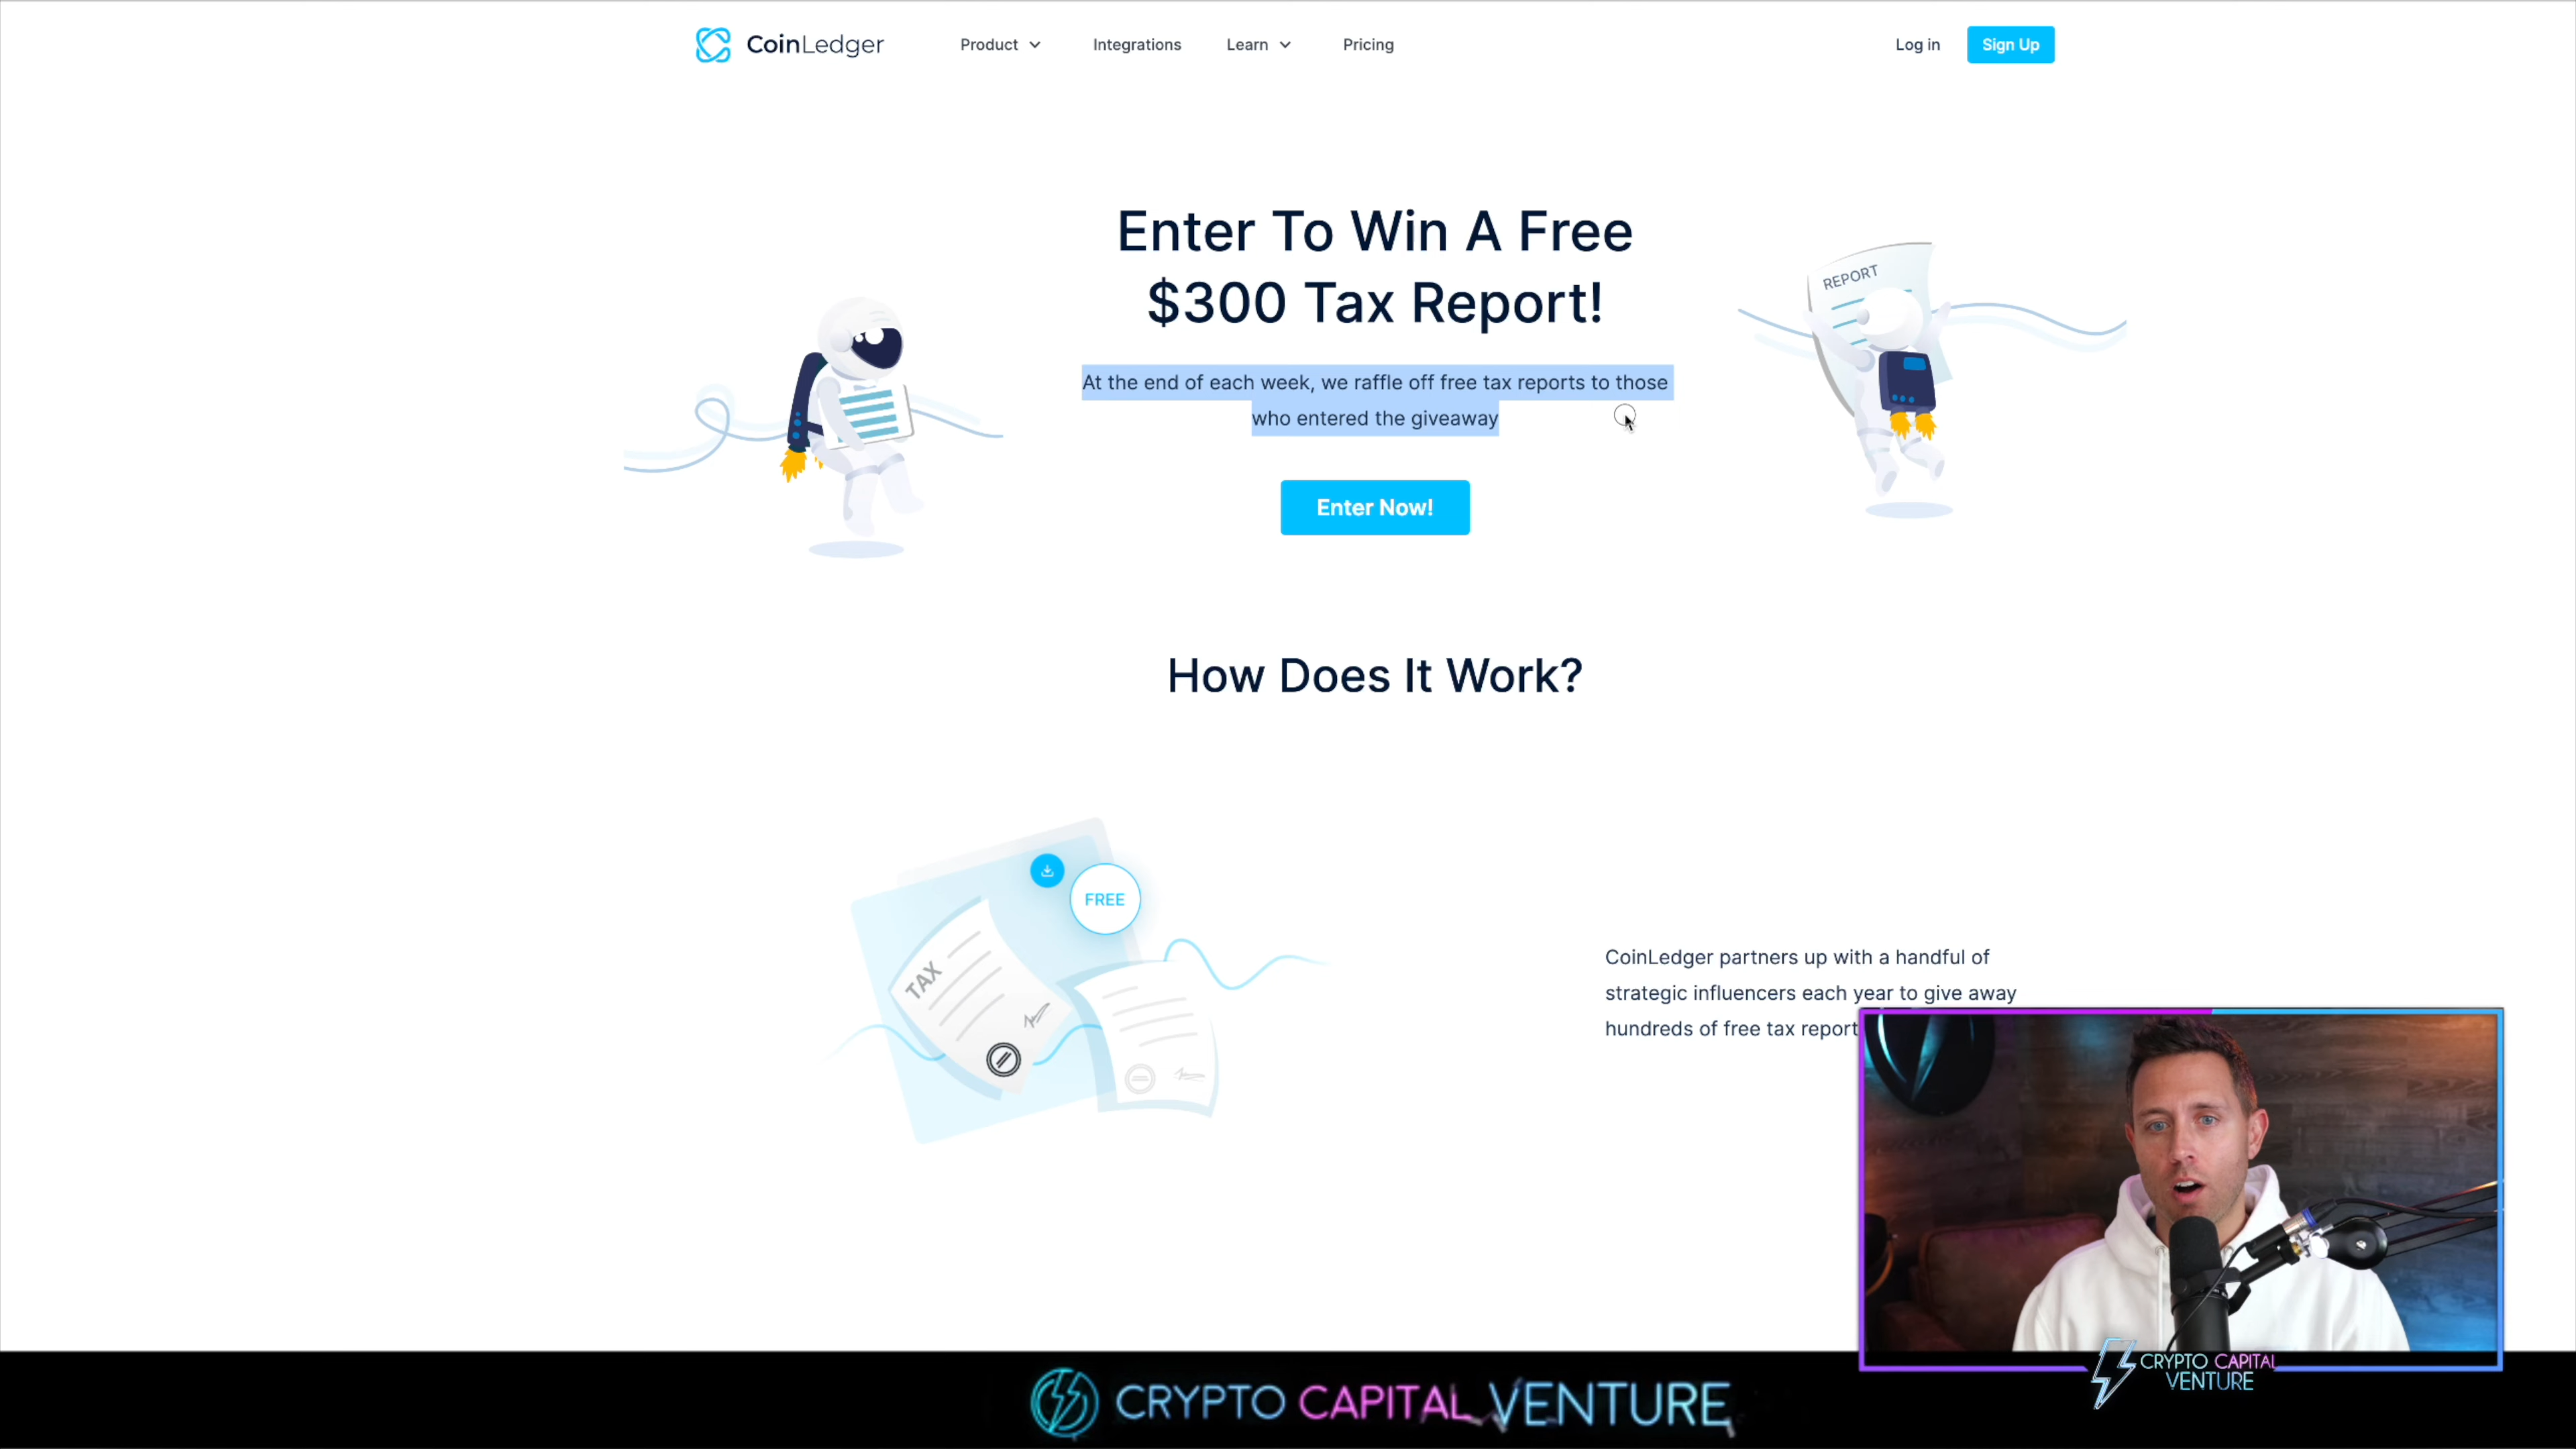 CoinLedger
Product
Integrations
Learn
Pricing
Log in
Sign Up
Enter To Win A Free
$300 Tax Report!
At the end of each week, we raffle off free tax reports to those
who entered the giveaway
Enter Now!
REPORT
How Does It Work?
FREE
TAX
CoinLedger partners up with a handful of
strategic influencers each year to give away
hundreds of free tax report
CRYPTO CAPITAL
VENTURE
CRYPTO CAPITAL VENTURE